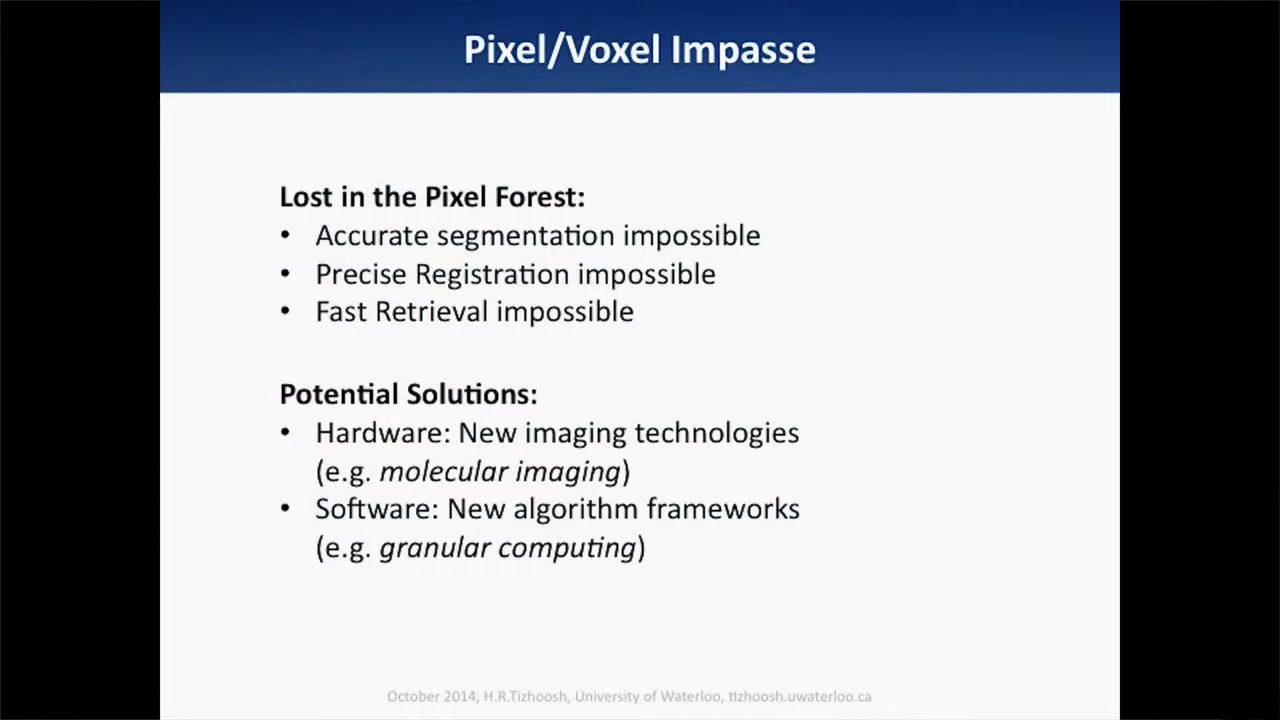 Pixel/Voxel Impasse
Lost in the Pixel Forest:
• Accurate segmentation impossible
• Precise Registration impossible
• Fast Retrieval impossible
Potential Solutions:
• Hardware: New imaging technologies
(e.g. molecular imaging)
• Software: New algorithm frameworks
(e.g. granular computing)
October 2014, H.R.Tizhoosh, University of Waterloo, tizhoosh.uwaterloo.ca